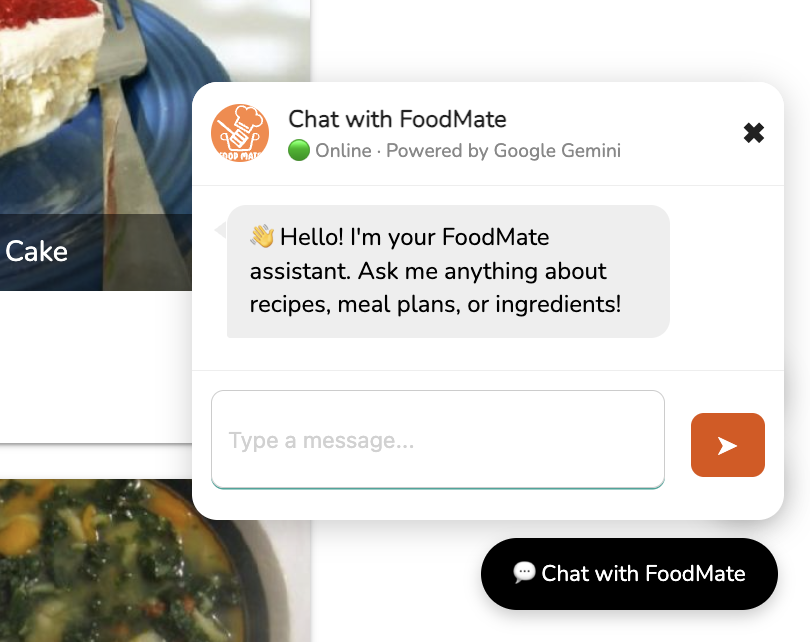 Chat with FoodMate
✖
🟢 Online · Powered by Google Gemini
FOOD MATE
Cake
👋 Hello! I'm your FoodMate
assistant. Ask me anything about
recipes, meal plans, or ingredients!
Type a message...
➤
💬 Chat with FoodMate